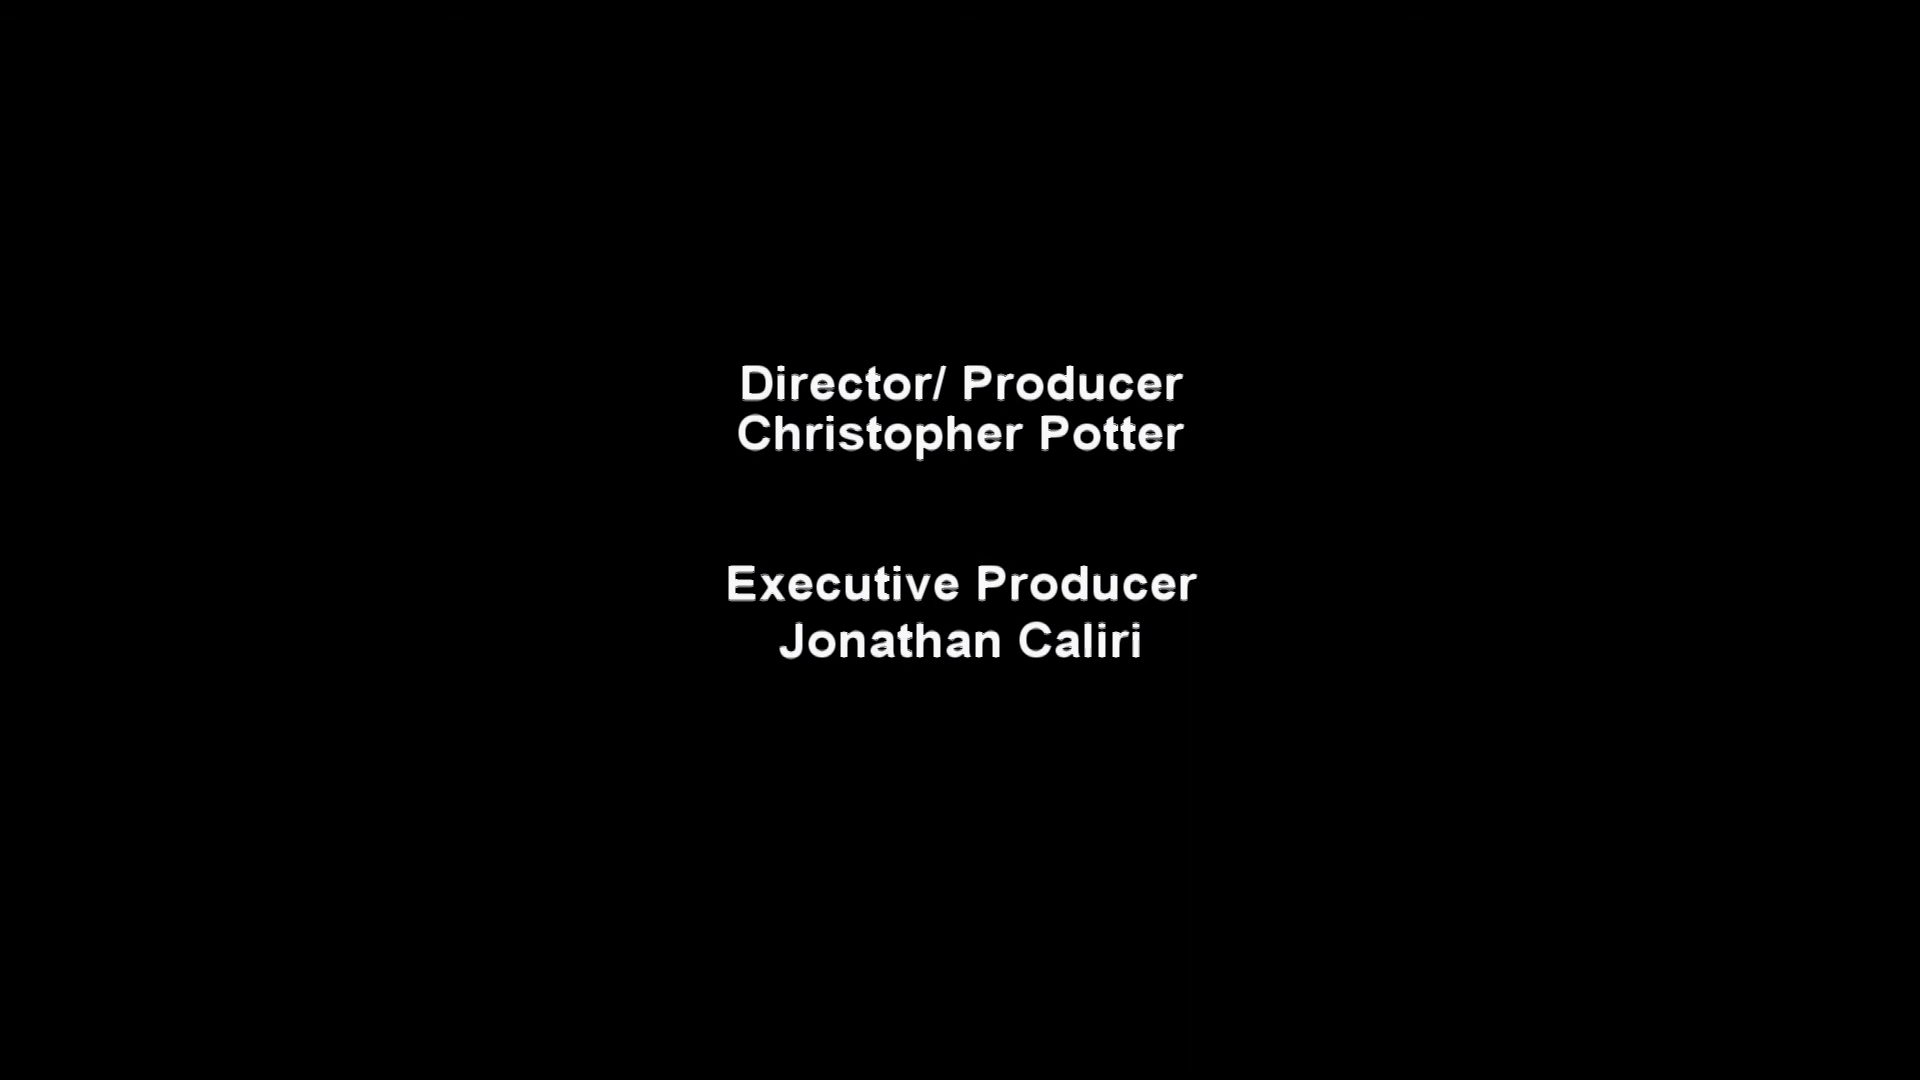 Director/ Producer
Christopher Potter
Executive Producer
Jonathan Caliri